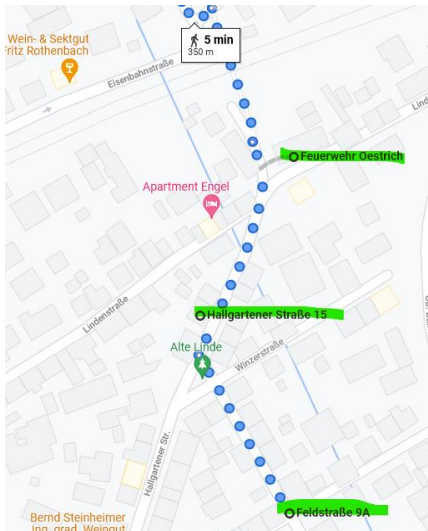 Wein- & Sektgut
Fritz Rothenbach
5 min
350 m
Eisenbahnstraße
Feuerwehr Oestrich
Apartment Engel
Lindenstraße
Hallgartener Straße 15
Alte Linde
Winzerstraße
Hallgartener Str.
Feldstraße 9A
Bernd Steinheimer
Ing. grad. Weingut